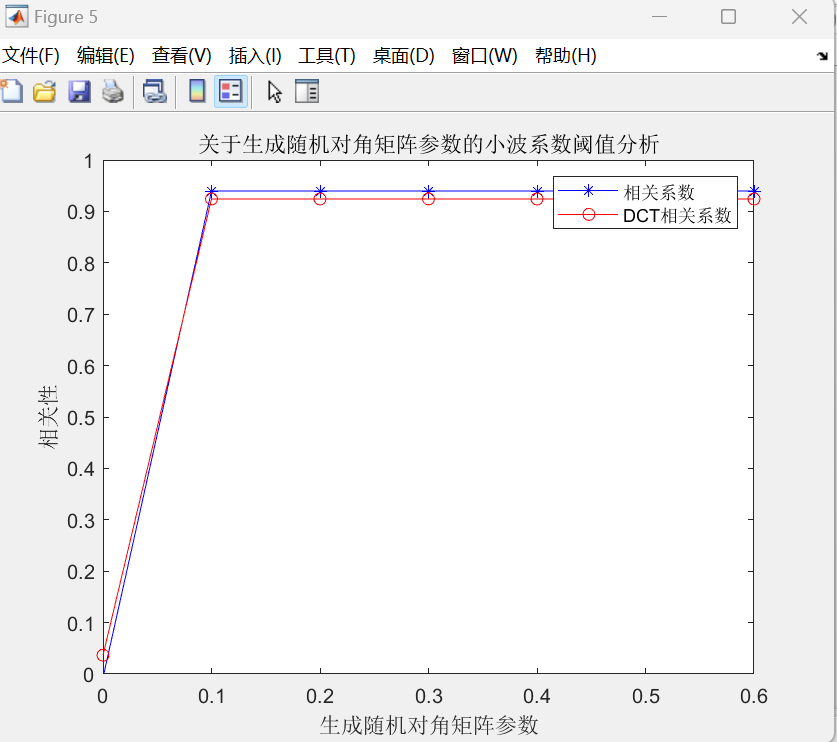 Figure 5
文件(F) 编辑(E) 查看(V) 插入(I) 工具(T) 桌面(D) 窗口(W) 帮助(H)
关于生成随机对角矩阵参数的小波系数阈值分析
相关系数
DCT相关系数
1
0.9
0.8
0.7
0.6
0.5
0.4
0.3
0.2
0.1
0
相关性
0 0.1 0.2 0.3 0.4 0.5 0.6
生成随机对角矩阵参数